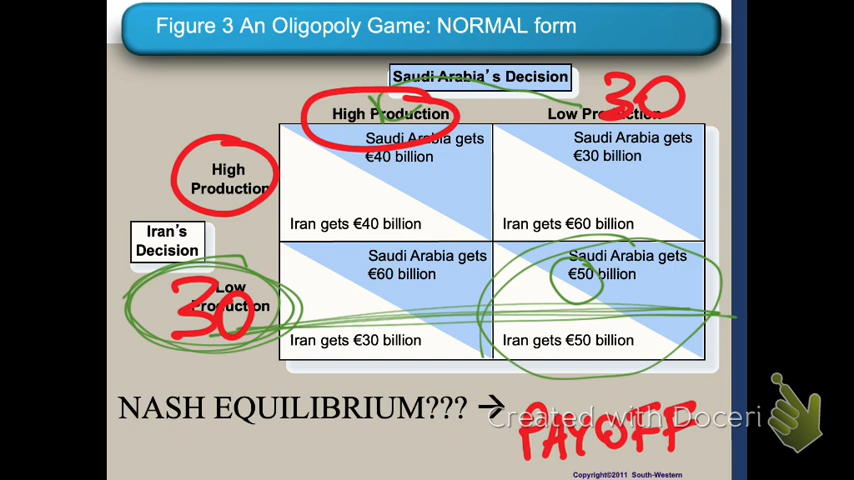 Figure 3 An Oligopoly Game: NORMAL form
Saudi Arabia's Decision
30
High Production
Low Production
High
Production
Saudi Arabia gets
€40 billion
Iran gets €40 billion
Saudi Arabia gets
€30 billion
Iran gets €60 billion
Iran's
Decision
Low
Production
30
Saudi Arabia gets
€60 billion
Iran gets €30 billion
Saudi Arabia gets
€50 billion
Iran gets €50 billion
NASH EQUILIBRIUM??? →
PAYOFF
Created with Doceri
Copyright©2011 South-Western